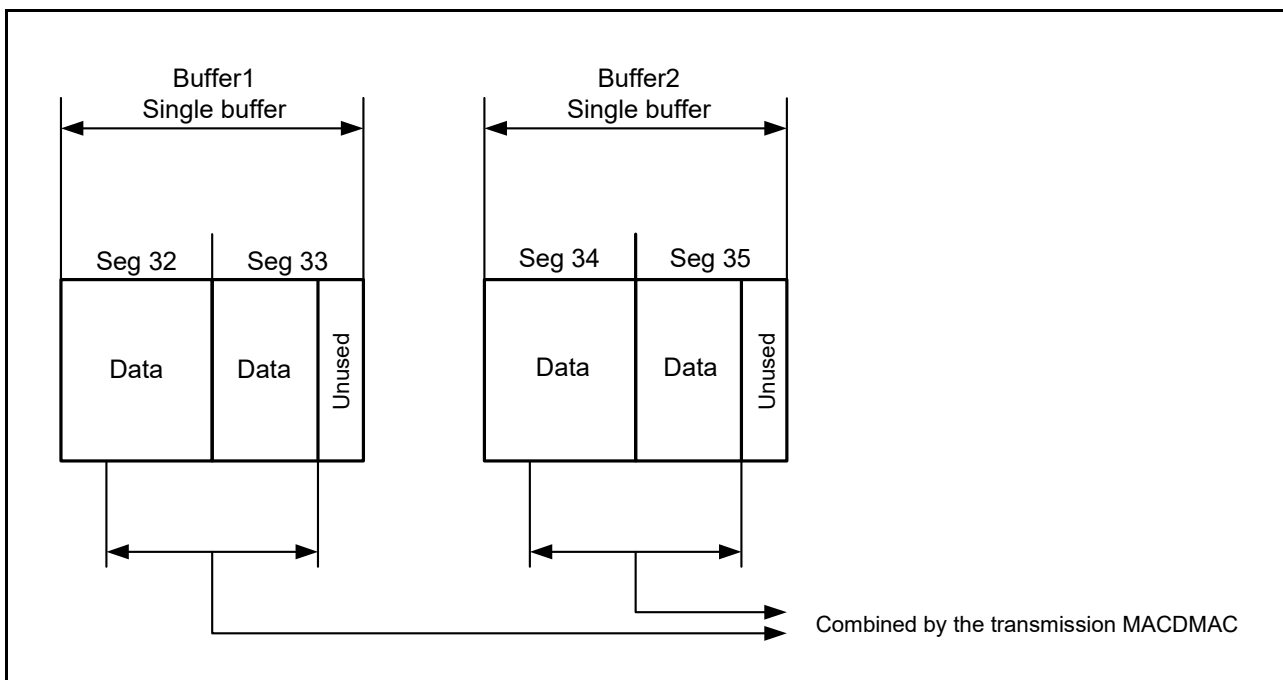 Buffer1
Single buffer
Buffer2
Single buffer
Seg 32
Seg 33
Seg 34
Seg 35
Data
Data
Unused
Data
Data
Unused
Combined by the transmission MACDMAC